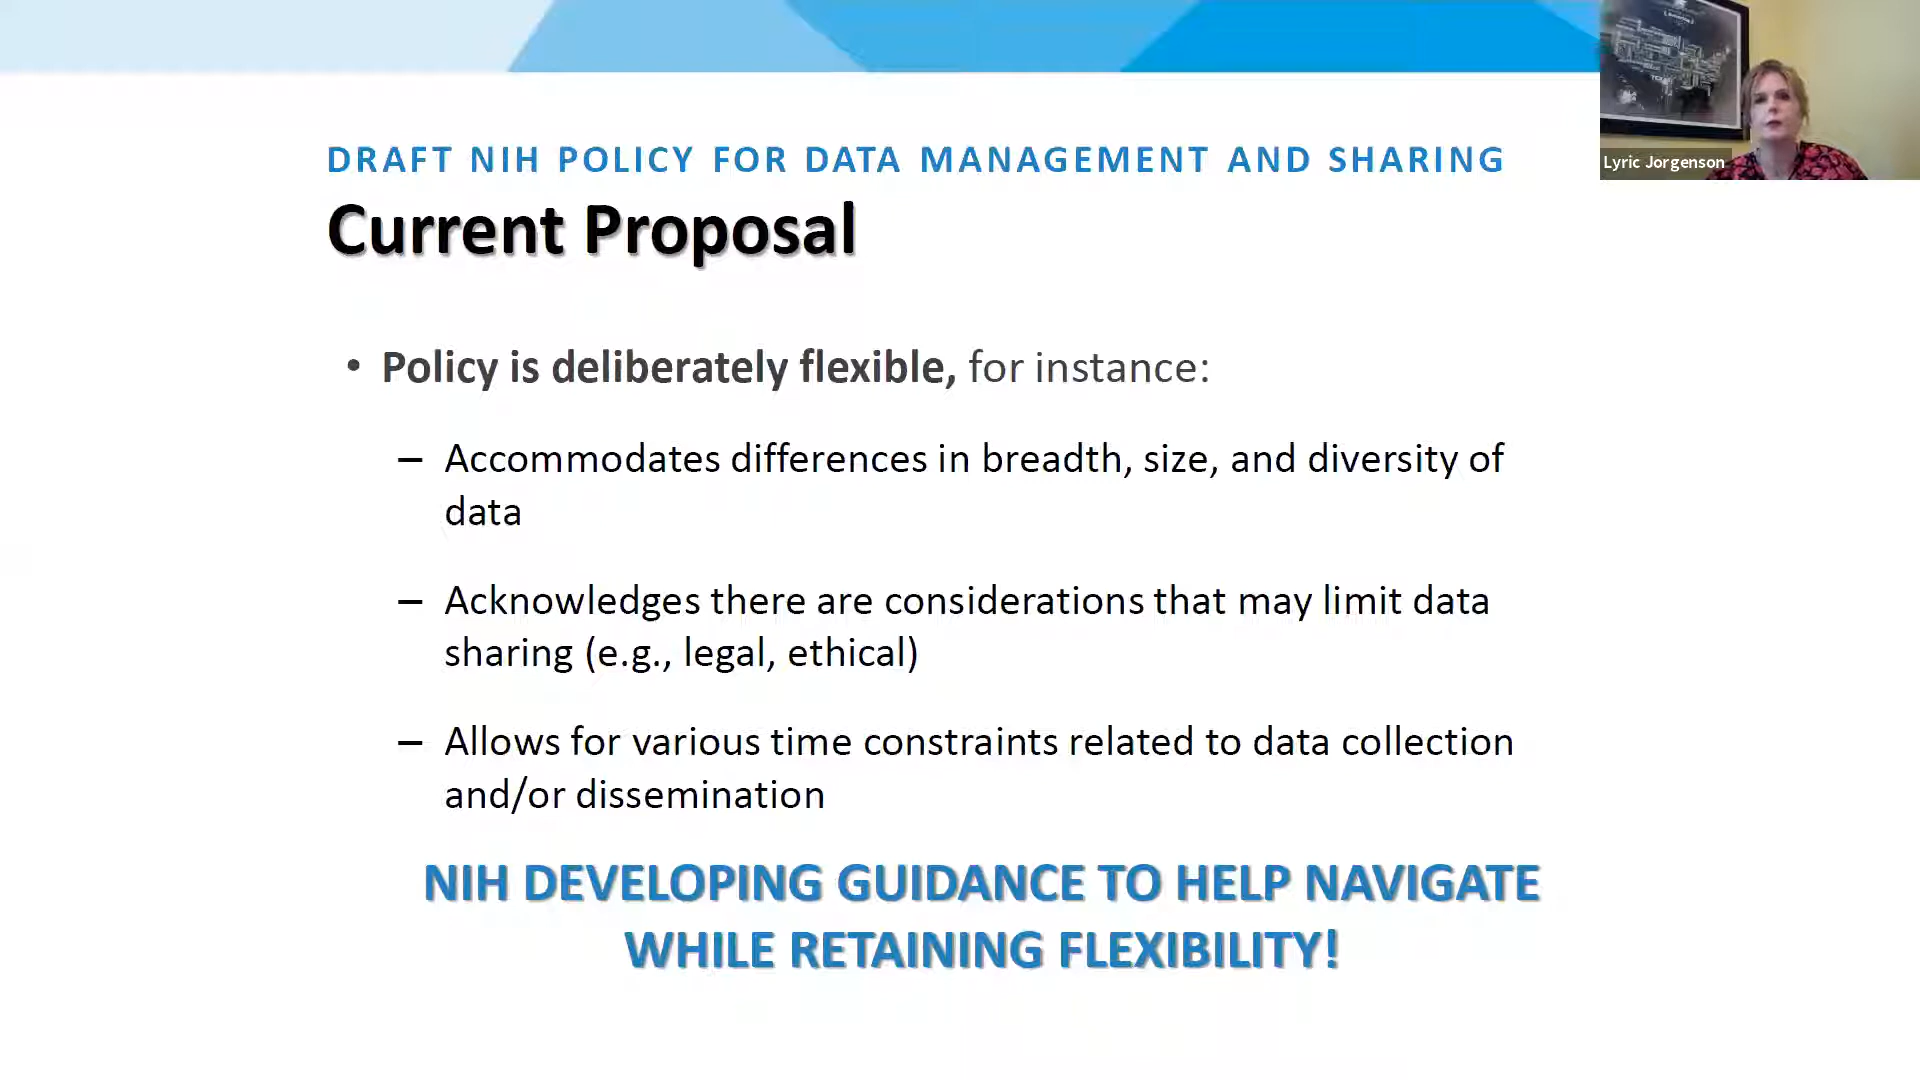 DRAFT NIH POLICY FOR DATA MANAGEMENT AND SHARING
Current Proposal
• Policy is deliberately flexible, for instance:
– Accommodates differences in breadth, size, and diversity of
data
– Acknowledges there are considerations that may limit data
sharing (e.g., legal, ethical)
– Allows for various time constraints related to data collection
and/or dissemination
NIH DEVELOPING GUIDANCE TO HELP NAVIGATE
WHILE RETAINING FLEXIBILITY!
Lyric Jorgenson